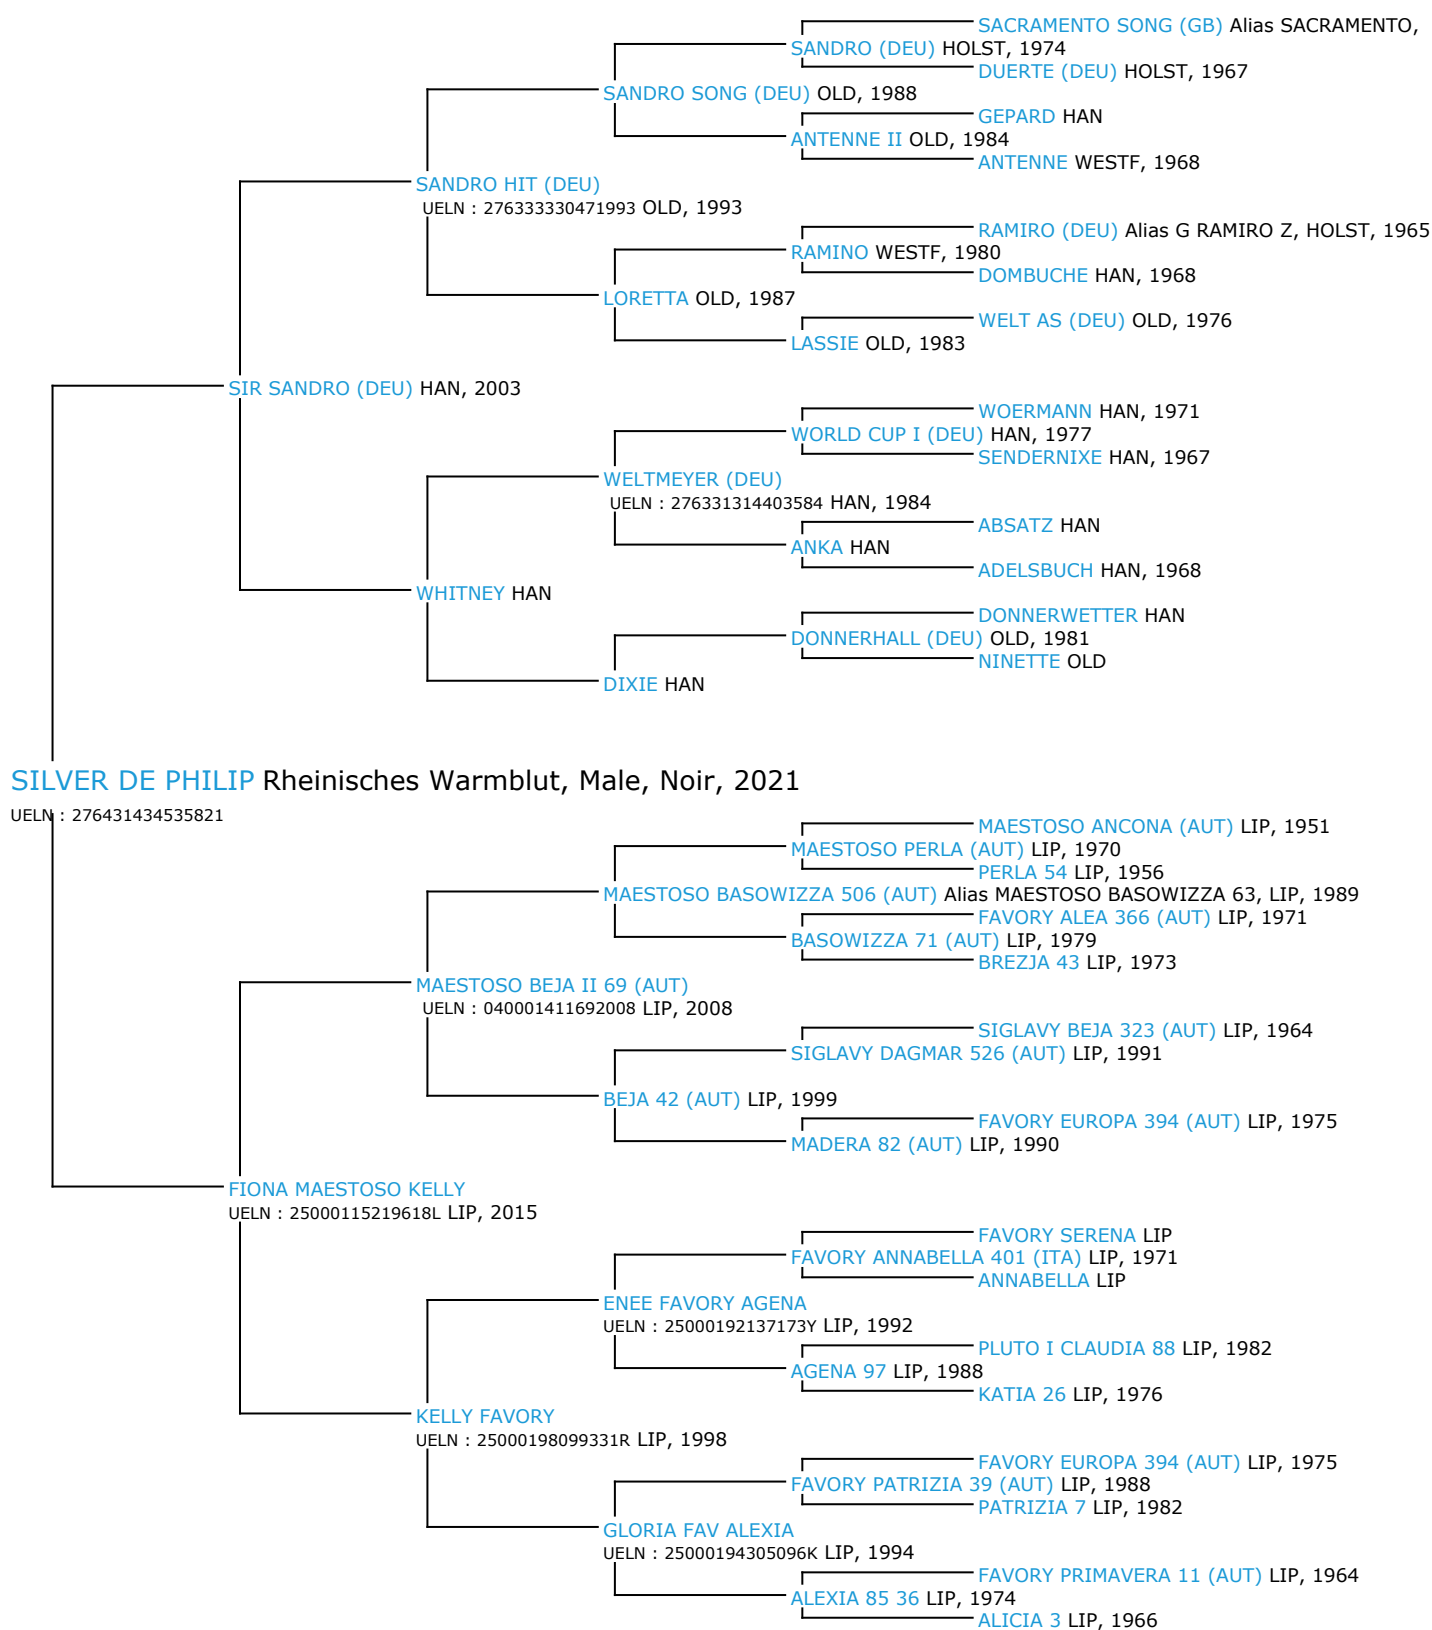 SACRAMENTO SONG (GB) Alias SACRAMENTO,
SANDRO (DEU) HOLST, 1974
DUERTE (DEU) HOLST, 1967
SANDRO SONG (DEU) OLD, 1988
GEPARD HAN
ANTENNE II OLD, 1984
ANTENNE WESTF, 1968
SANDRO HIT (DEU)
UELN : 276333330471993 OLD, 1993
RAMIRO (DEU) Alias G RAMIRO Z, HOLST, 1965
RAMINO WESTF, 1980
DOMBUCHE HAN, 1968
LORETTA OLD, 1987
WELT AS (DEU) OLD, 1976
LASSIE OLD, 1983
SIR SANDRO (DEU) HAN, 2003
WOERMANN HAN, 1971
WORLD CUP I (DEU) HAN, 1977
SENDERNIXE HAN, 1967
WELTMEYER (DEU)
UELN : 276331314403584 HAN, 1984
ABSATZ HAN
ANKA HAN
ADELSBUCH HAN, 1968
WHITNEY HAN
DONNERWETTER HAN
DONNERHALL (DEU) OLD, 1981
NINETTE OLD
DIXIE HAN
SILVER DE PHILIP Rheinisches Warmblut, Male, Noir, 2021
UELN : 276431434535821
MAESTOSO ANCONA (AUT) LIP, 1951
MAESTOSO PERLA (AUT) LIP, 1970
PERLA 54 LIP, 1956
MAESTOSO BASOWIZZA 506 (AUT) Alias MAESTOSO BASOWIZZA 63, LIP, 1989
FAVORY ALEA 366 (AUT) LIP, 1971
BASOWIZZA 71 (AUT) LIP, 1979
BREZJA 43 LIP, 1973
MAESTOSO BEJA II 69 (AUT)
UELN : 040001411692008 LIP, 2008
SIGLAVY BEJA 323 (AUT) LIP, 1964
SIGLAVY DAGMAR 526 (AUT) LIP, 1991
BEJA 42 (AUT) LIP, 1999
FAVORY EUROPA 394 (AUT) LIP, 1975
MADERA 82 (AUT) LIP, 1990
FIONA MAESTOSO KELLY
UELN : 25000115219618L LIP, 2015
FAVORY SERENA LIP
FAVORY ANNABELLA 401 (ITA) LIP, 1971
ANNABELLA LIP
ENEE FAVORY AGENA
UELN : 25000192137173Y LIP, 1992
PLUTO I CLAUDIA 88 LIP, 1982
AGENA 97 LIP, 1988
KATIA 26 LIP, 1976
KELLY FAVORY
UELN : 25000198099331R LIP, 1998
FAVORY EUROPA 394 (AUT) LIP, 1975
FAVORY PATRIZIA 39 (AUT) LIP, 1988
PATRIZIA 7 LIP, 1982
GLORIA FAV ALEXIA
UELN : 25000194305096K LIP, 1994
FAVORY PRIMAVERA 11 (AUT) LIP, 1964
ALEXIA 85 36 LIP, 1974
ALICIA 3 LIP, 1966